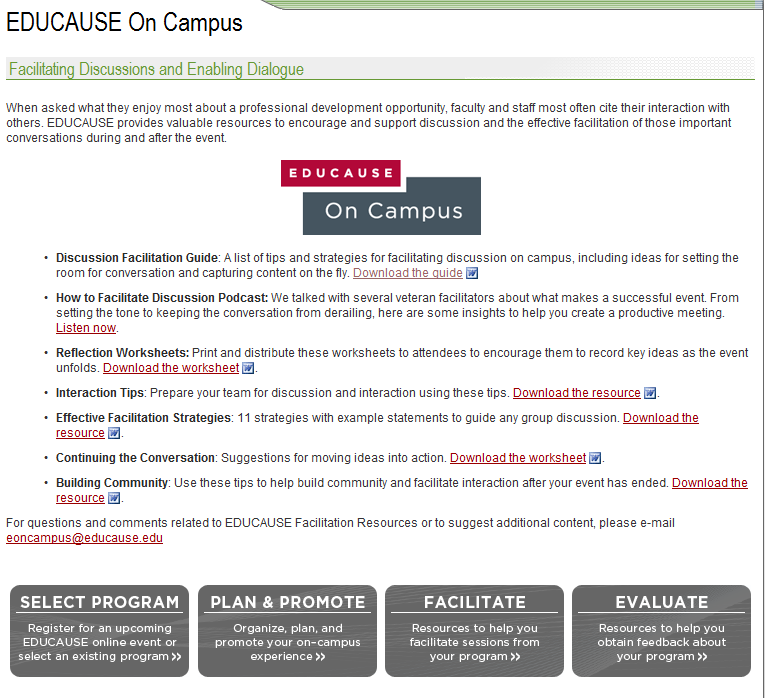 EDUCAUSE On Campus
Facilitating Discussions and Enabling Dialogue
When asked what they enjoy most about a professional development opportunity, faculty and staff most often cite their interaction with
others. EDUCAUSE provides valuable resources to encourage and support discussion and the effective facilitation of those important
conversations during and after the event.
EDUCAUSE
On Campus
• Discussion Facilitation Guide: A list of tips and strategies for facilitating discussion on campus, including ideas for setting the
room for conversation and capturing content on the fly. Download the guide
• How to Facilitate Discussion Podcast: We talked with several veteran facilitators about what makes a successful event. From
setting the tone to keeping the conversation from derailing, here are some insights to help you create a productive meeting.
Listen now.
• Reflection Worksheets: Print and distribute these worksheets to attendees to encourage them to record key ideas as the event
unfolds. Download the worksheet.
• Interaction Tips: Prepare your team for discussion and interaction using these tips. Download the resource.
• Effective Facilitation Strategies: 11 strategies with example statements to guide any group discussion. Download the
resource.
• Continuing the Conversation: Suggestions for moving ideas into action. Download the worksheet.
• Building Community: Use these tips to help build community and facilitate interaction after your event has ended. Download the
resource.
For questions and comments related to EDUCAUSE Facilitation Resources or to suggest additional content, please e-mail
eoncampus@educause.edu
SELECT PROGRAM
Register for an upcoming
EDUCAUSE online event or
select an existing program »
PLAN & PROMOTE
Organize, plan, and
promote your on-campus
experience »
FACILITATE
Resources to help you
facilitate sessions from
your program »
EVALUATE
Resources to help you
obtain feedback about
your program »